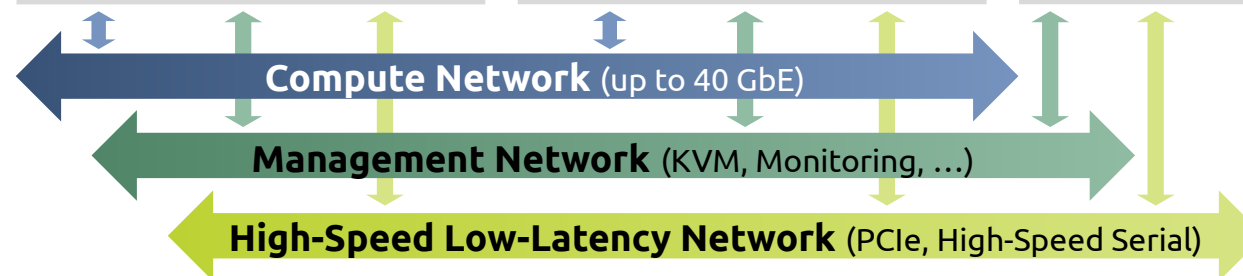 Compute Network (up to 40 GbE)
Management Network (KVM, Monitoring, …)
High-Speed Low-Latency Network (PCIe, High-Speed Serial)